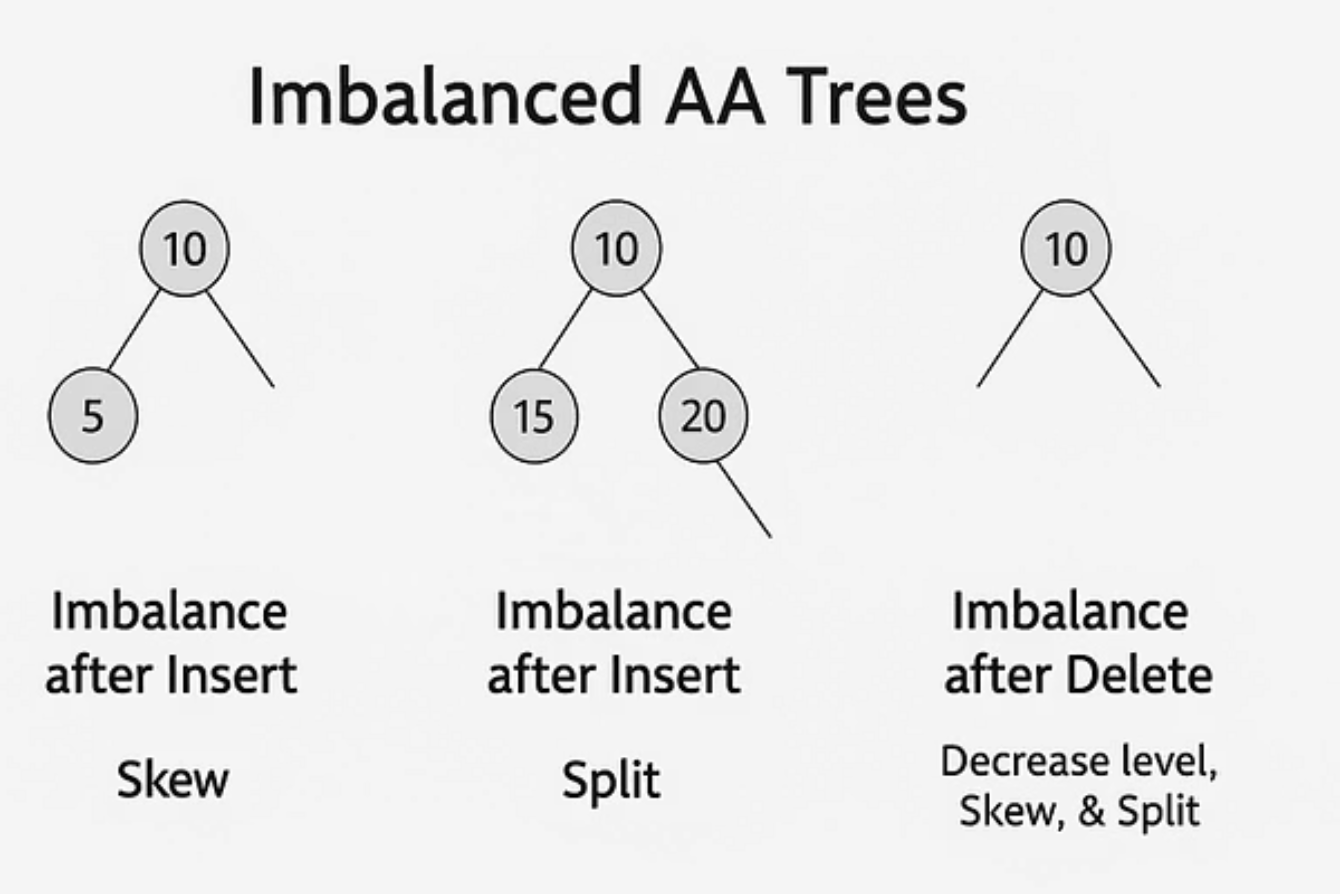 Imbalanced AA Trees
10
5
Imbalance
after Insert
Skew
10
15
20
Imbalance
after Insert
Split
10
Imbalance
after Delete
Decrease level,
Skew, & Split